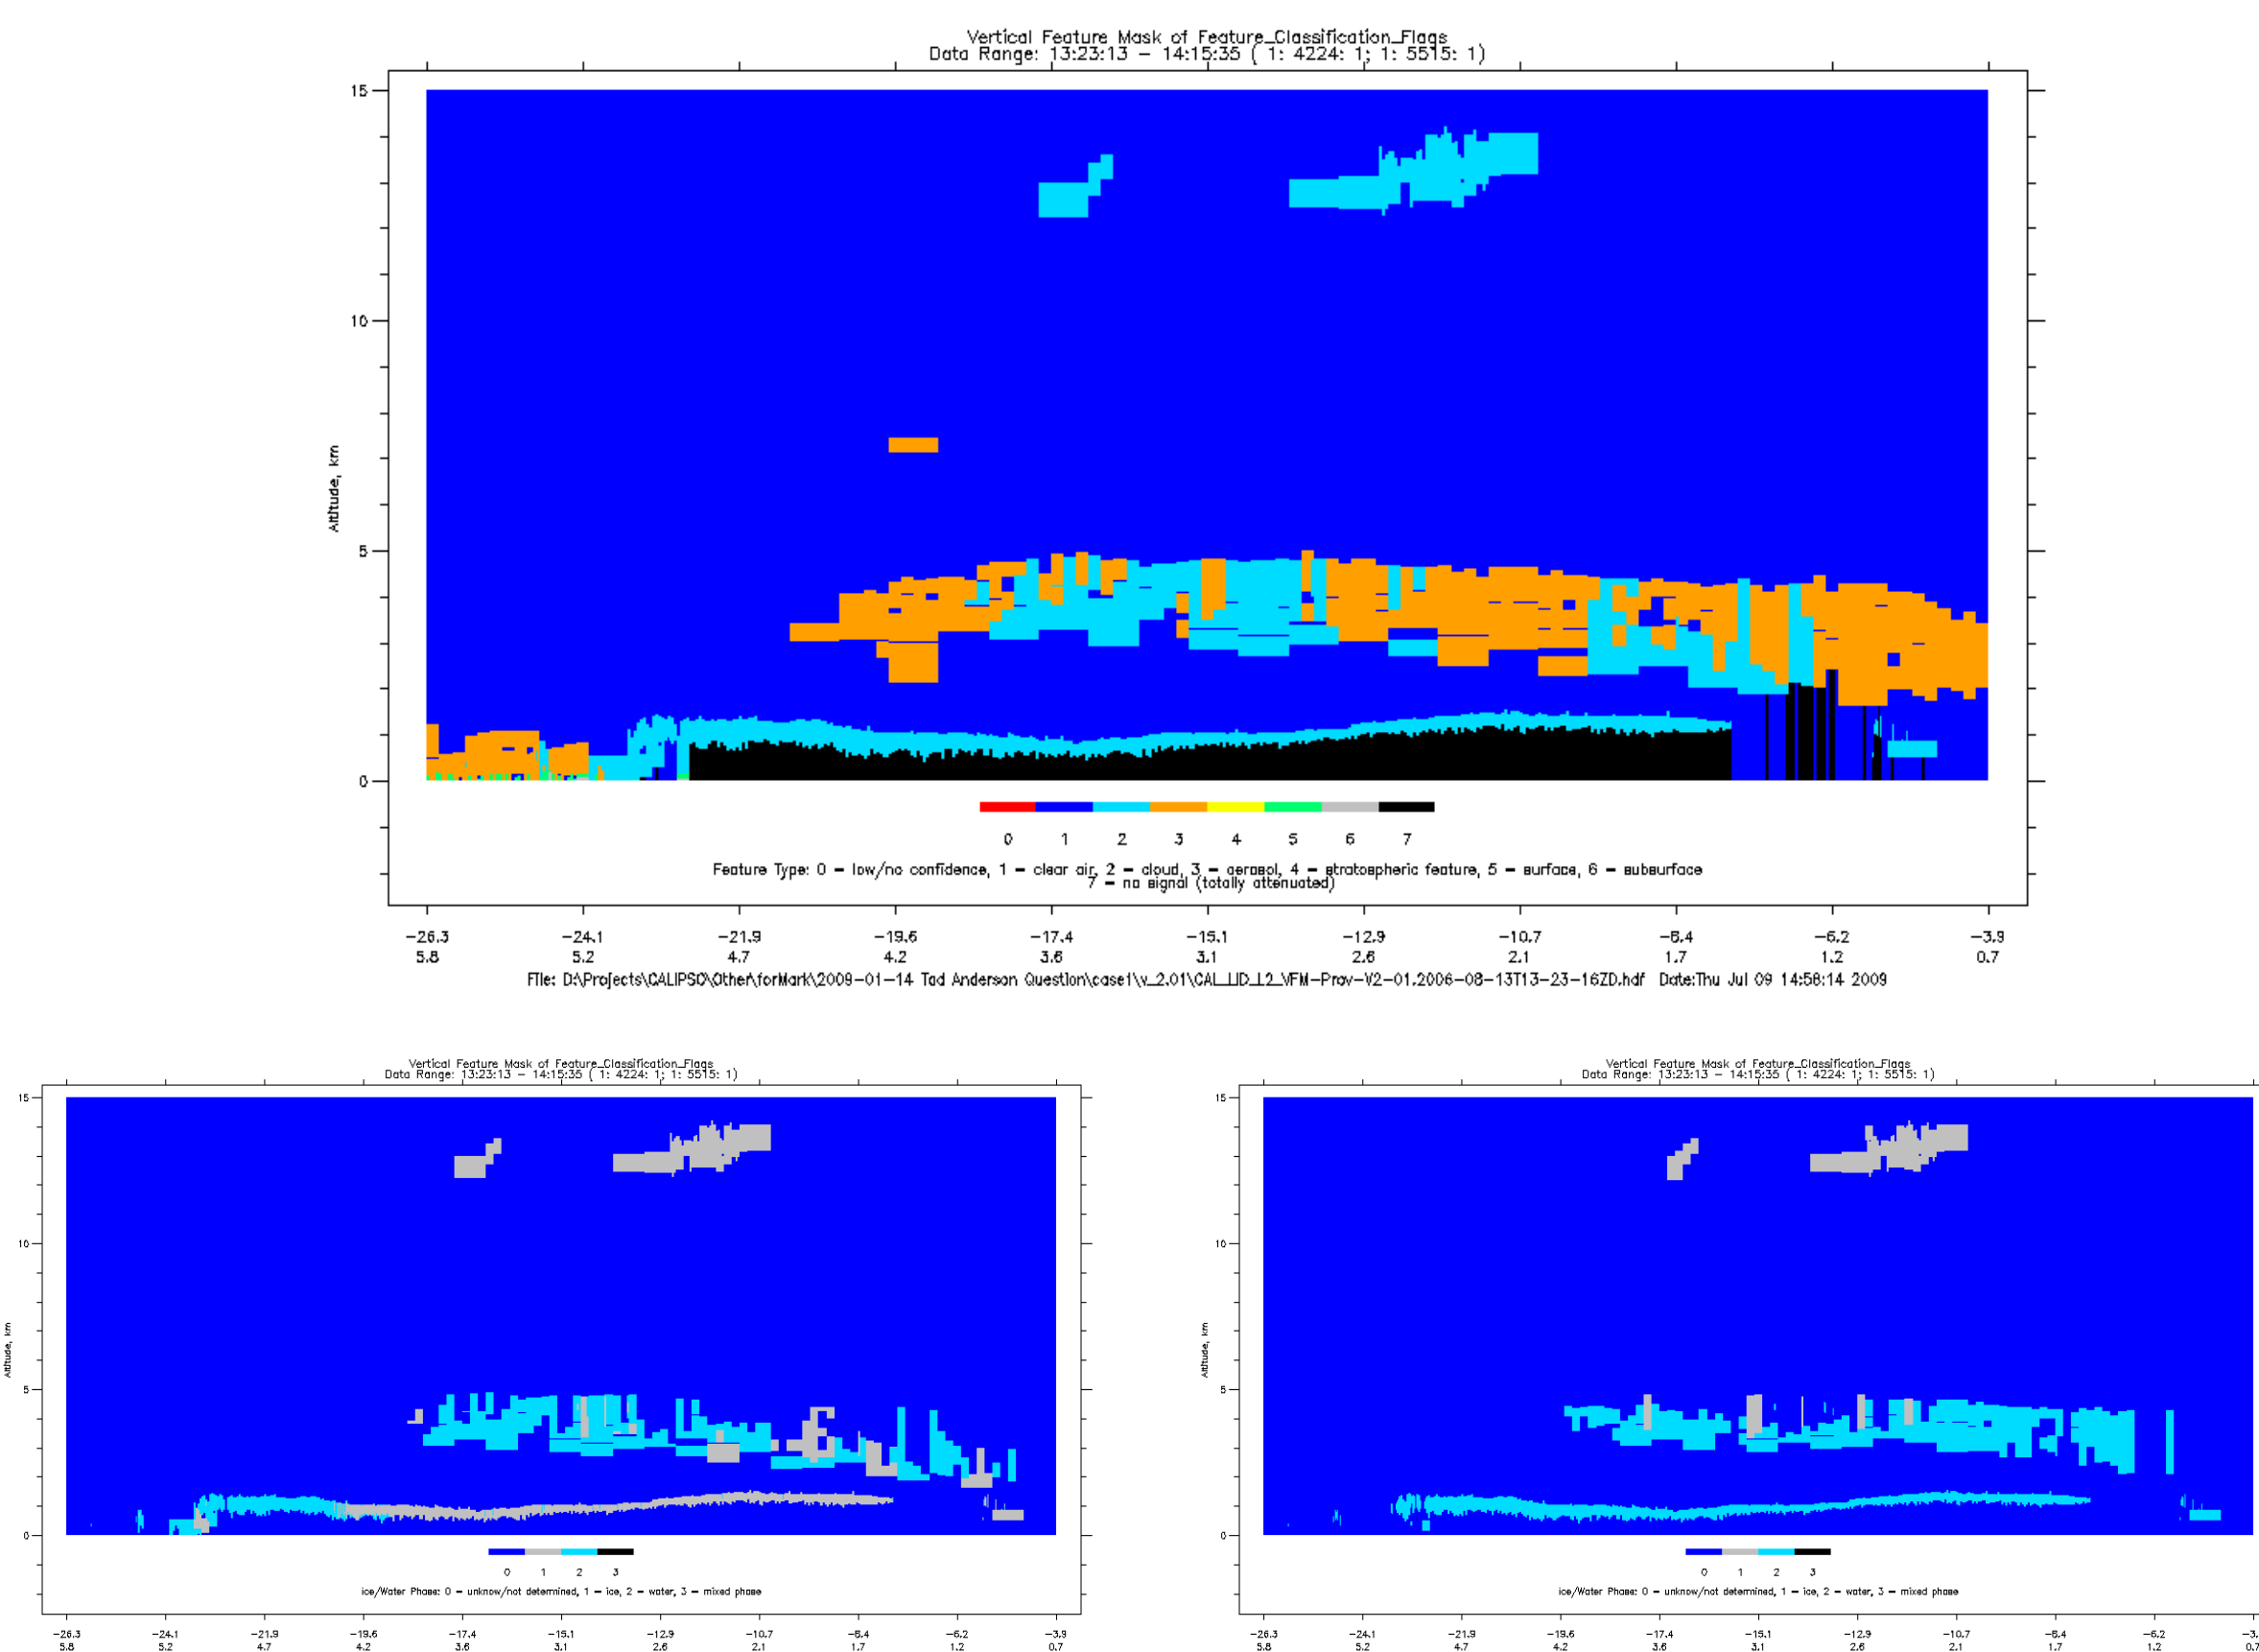 Vertical Feature Mask of Feature_Classification_Flags
Data Range: 13:23:13 - 14:15:35 ( 1: 4224: 1; 1: 5515: 1)
15
10
5
0
Altitude, km
0 1 2 3 4 5 6 7
Feature Type: 0 - low/no confidence, 1 - clear air, 2 - cloud, 3 - aerosol, 4 - stratospheric feature, 5 - surface, 6 - subsurface
7 - no signal (totally attenuated)
-26.3 -24.1 -21.9 -19.6 -17.4 -15.1 -12.9 -10.7 -8.4 -6.2 -3.9
5.8 5.2 4.7 4.2 3.6 3.1 2.6 2.1 1.7 1.2 0.7
File: D:\Projects\CALIPSO\Other\forMark\2009-01-14 Tad Anderson Question\case1\v_2.01\CAL_LID_L2_VFM-Prov-V2-01.2006-08-13T13-23-16ZD.hdf Date:Thu Jul 09 14:58:14 2009
Vertical Feature Mask of Feature_Classification_Flags
Data Range: 13:23:13 - 14:15:35 ( 1: 4224: 1; 1: 5515: 1)
15
10
5
0
Altitude, km
0 1 2 3
ice/Water Phase: 0 - unknow/not determined, 1 - ice, 2 - water, 3 - mixed phase
-26.3 -24.1 -21.9 -19.6 -17.4 -15.1 -12.9 -10.7 -8.4 -6.2 -3.9
5.8 5.2 4.7 4.2 3.6 3.1 2.6 2.1 1.7 1.2 0.7
Vertical Feature Mask of Feature_Classification_Flags
Data Range: 13:23:13 - 14:15:35 ( 1: 4224: 1; 1: 5515: 1)
15
10
5
0
Altitude, km
0 1 2 3
ice/Water Phase: 0 - unknow/not determined, 1 - ice, 2 - water, 3 - mixed phase
-26.3 -24.1 -21.9 -19.6 -17.4 -15.1 -12.9 -10.7 -8.4 -6.2
5.8 5.2 4.7 4.2 3.6 3.1 2.6 2.1 1.7 1.2